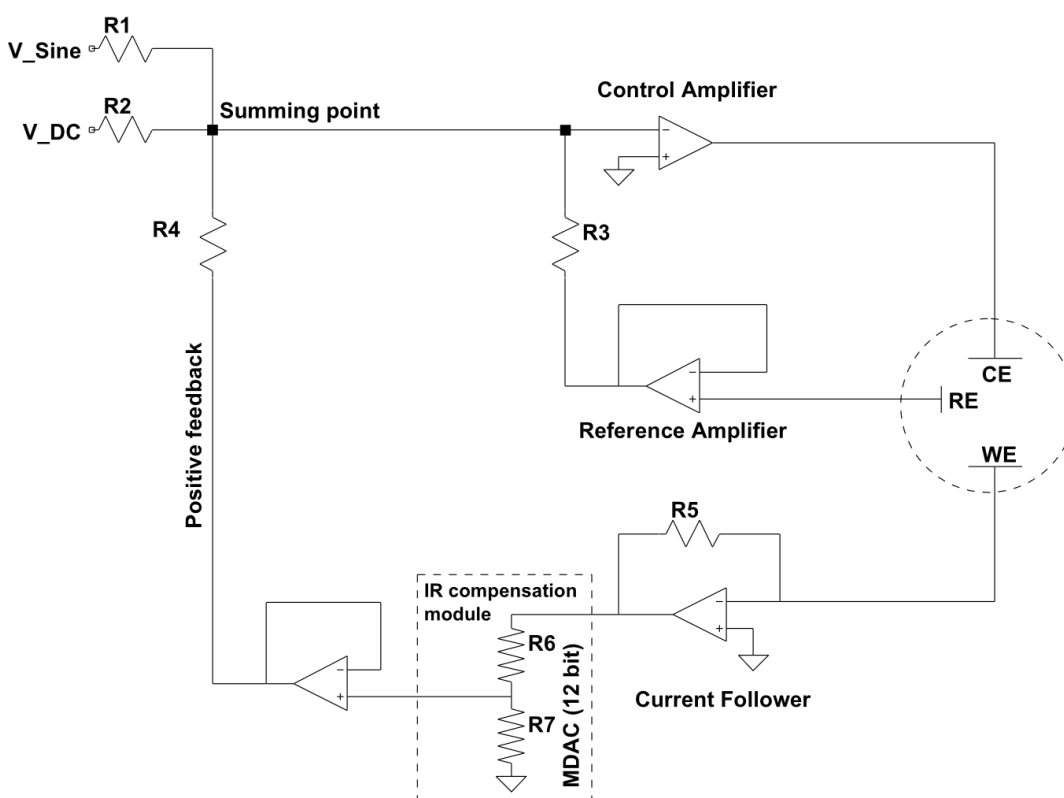 R1
V_Sine
R2
V_DC
Summing point
Control Amplifier
−
+
R4
R3
Positive feedback
−
+
Reference Amplifier
CE
RE
WE
R5
IR compensation
module
−
+
R6
Current Follower
−
+
R7
MDAC (12 bit)